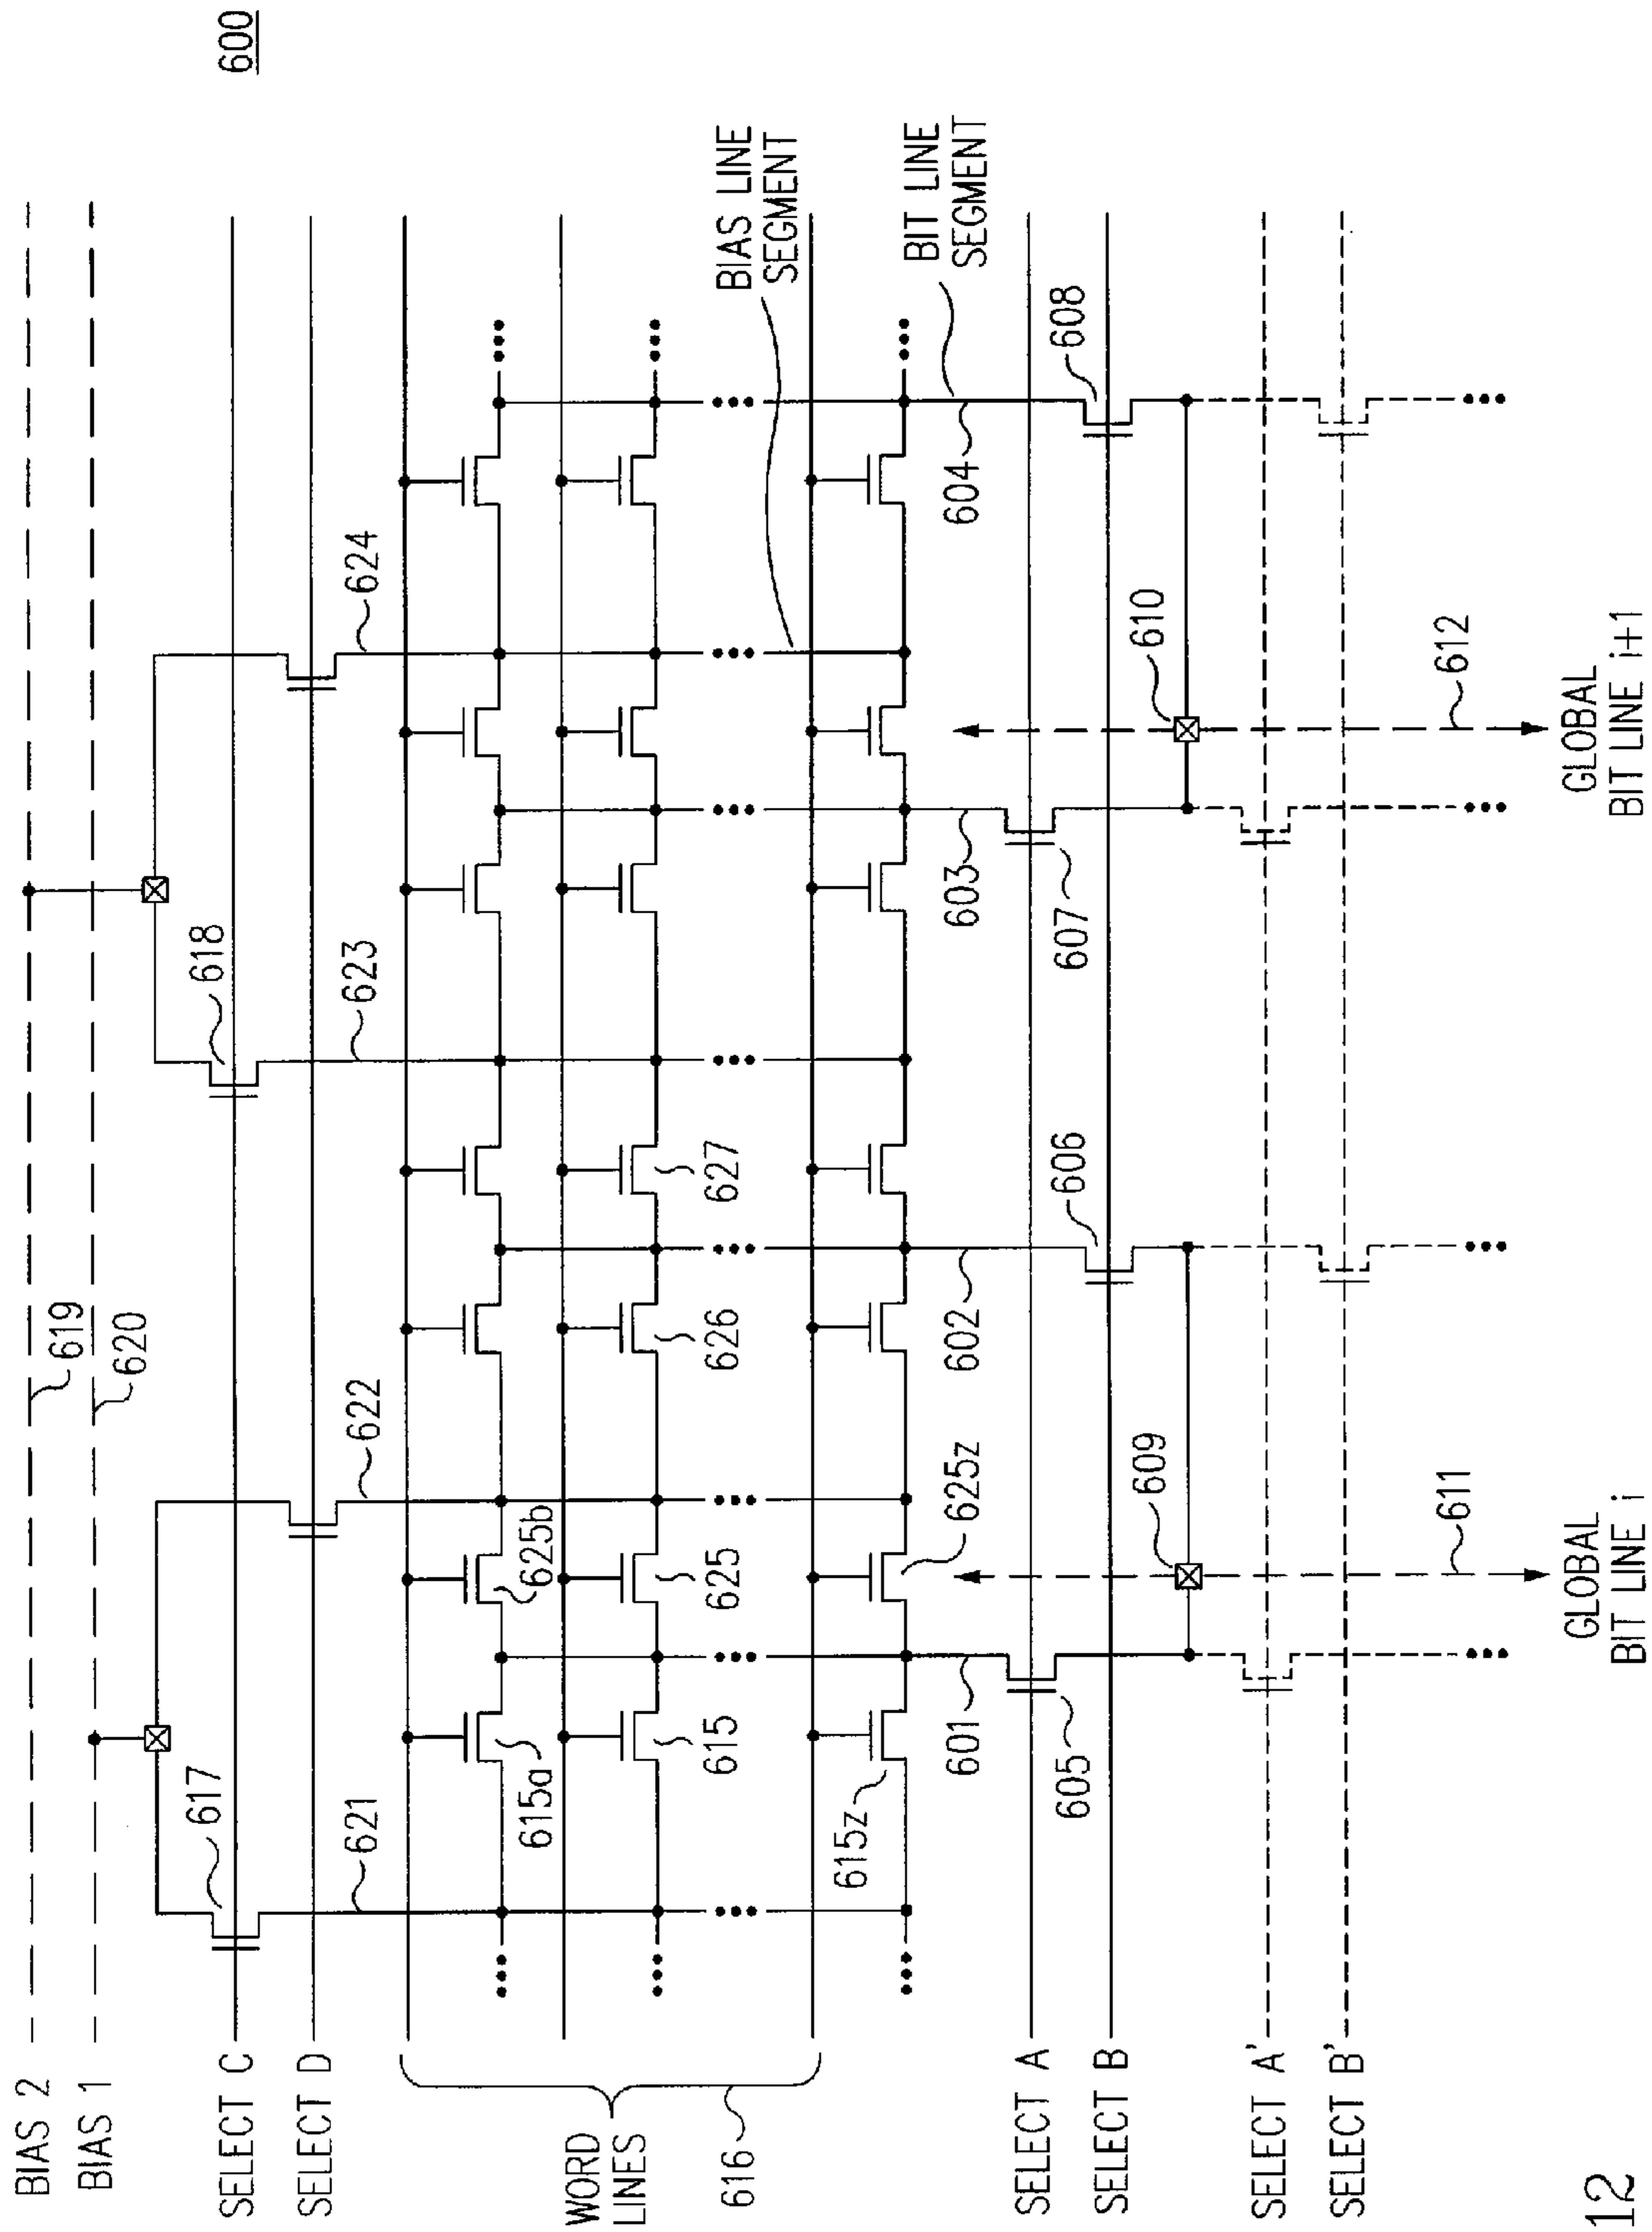 600
BIAS 2
619
BIAS 1
620
617
618
SELECT C
SELECT D
621
622
623
624
WORD
LINES
616
615a
625b
615
625
626
627
615z
625z
BIAS LINE
SEGMENT
BIT LINE
SEGMENT
601
602
603
604
SELECT A
605
607
SELECT B
606
608
609
610
SELECT A'
SELECT B'
611
612
GLOBAL
BIT LINE i
GLOBAL
BIT LINE i+1
12